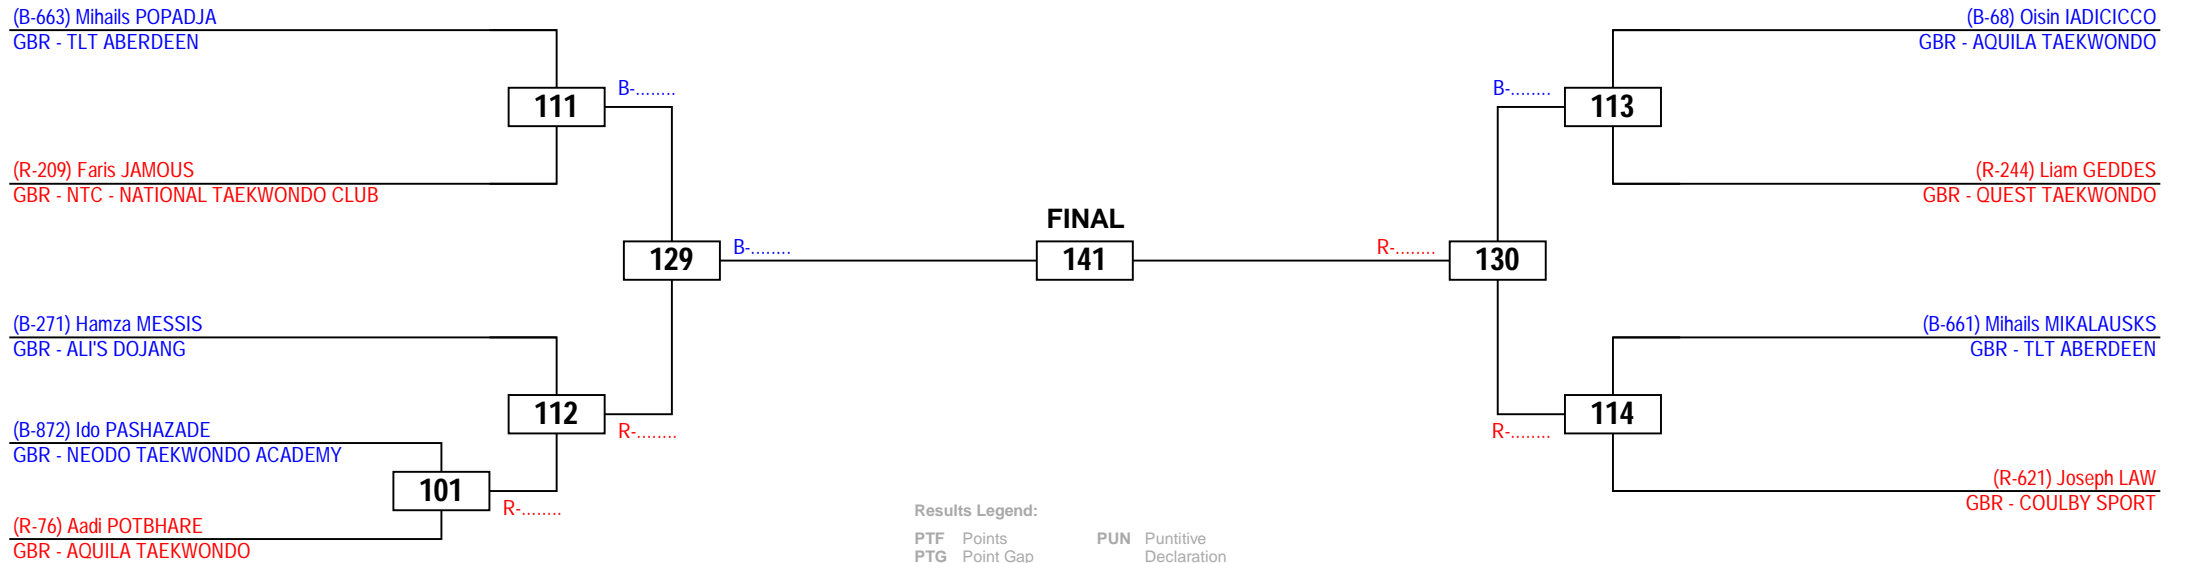 (B-663) Mihails POPADJA
GBR - TLT ABERDEEN
111
B-........
(R-209) Faris JAMOUS
GBR - NTC - NATIONAL TAEKWONDO CLUB
129
B-........
(B-271) Hamza MESSIS
GBR - ALI'S DOJANG
112
R-........
(B-872) Ido PASHAZADE
GBR - NEODO TAEKWONDO ACADEMY
101
R-........
(R-76) Aadi POTBHARE
GBR - AQUILA TAEKWONDO
FINAL
141
(B-68) Oisin IADICICCO
GBR - AQUILA TAEKWONDO
B-........
113
(R-244) Liam GEDDES
GBR - QUEST TAEKWONDO
R-........
130
(B-661) Mihails MIKALAUSKS
GBR - TLT ABERDEEN
114
R-........
(R-621) Joseph LAW
GBR - COULBY SPORT
Results Legend:
PTF Points PUN Puntitive
PTG Point Gap Declaration